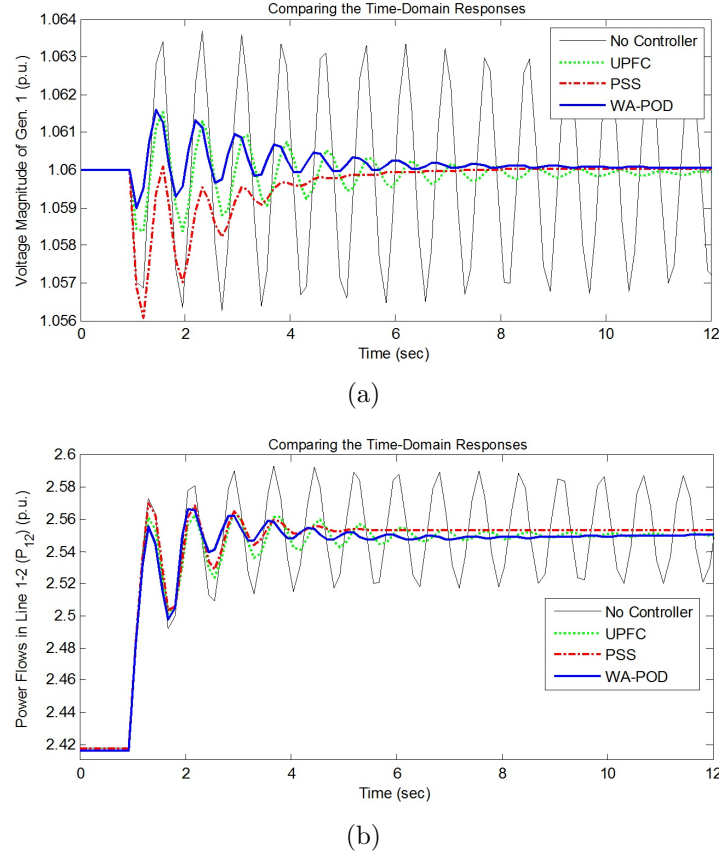 Comparing the Time-Domain Responses
Voltage Magnitude of Gen. 1 (p.u.)
1.064
1.063
1.062
1.061
1.06
1.059
1.058
1.057
1.056
No Controller
UPFC
PSS
WA-POD
0 2 4 6 8 10 12
Time (sec)
(a)
Comparing the Time-Domain Responses
Power Flows in Line 1-2 (P_12) (p.u.)
2.6
2.58
2.56
2.54
2.52
2.5
2.48
2.46
2.44
2.42
No Controller
UPFC
PSS
WA-POD
0 2 4 6 8 10 12
Time (sec)
(b)